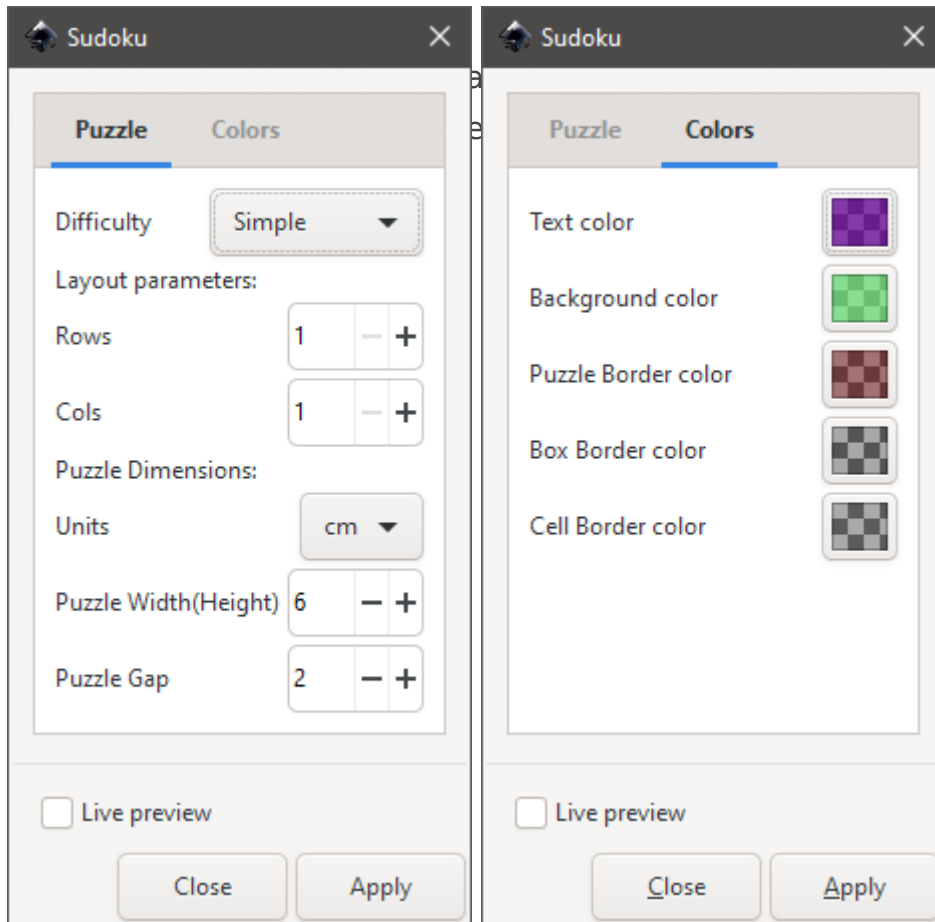 Sudoku
Puzzle Colors
Difficulty Simple
Layout parameters:
Rows 1
Cols 1
Puzzle Dimensions:
Units cm
Puzzle Width(Height) 6
Puzzle Gap 2
Live preview
Close Apply
Sudoku
Puzzle Colors
Text color
Background color
Puzzle Border color
Box Border color
Cell Border color
Live preview
Close Apply